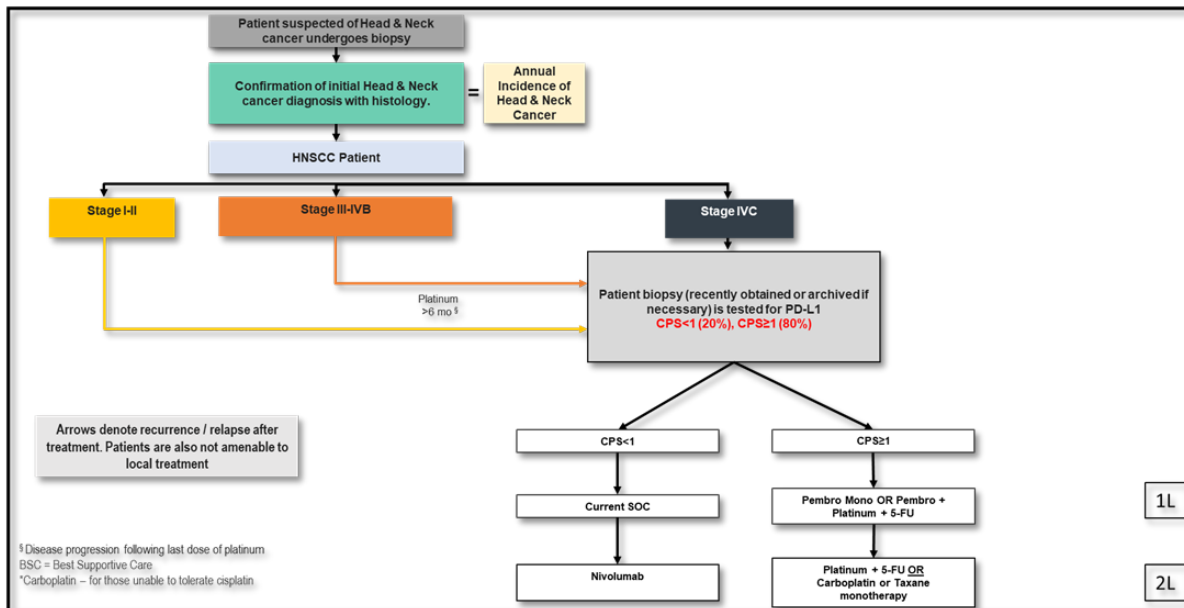 Patient suspected of Head & Neck
cancer undergoes biopsy
Confirmation of initial Head & Neck
cancer diagnosis with histology.
=
Annual
Incidence of
Head & Neck
Cancer
HNSCC Patient
Stage I-II
Stage III-IVB
Stage IVC
Patient biopsy (recently obtained or archived if
necessary) is tested for PD-L1
CPS<1 (20%), CPS≥1 (80%)
Platinum
>6 mo §
Arrows denote recurrence / relapse after
treatment. Patients are also not amenable to
local treatment
CPS<1
CPS≥1
Current SOC
Pembro Mono OR Pembro +
Platinum + 5-FU
1L
Nivolumab
Platinum + 5-FU OR
Carboplatin or Taxane
monotherapy
2L
§ Disease progression following last dose of platinum
BSC = Best Supportive Care
*Carboplatin – for those unable to tolerate cisplatin